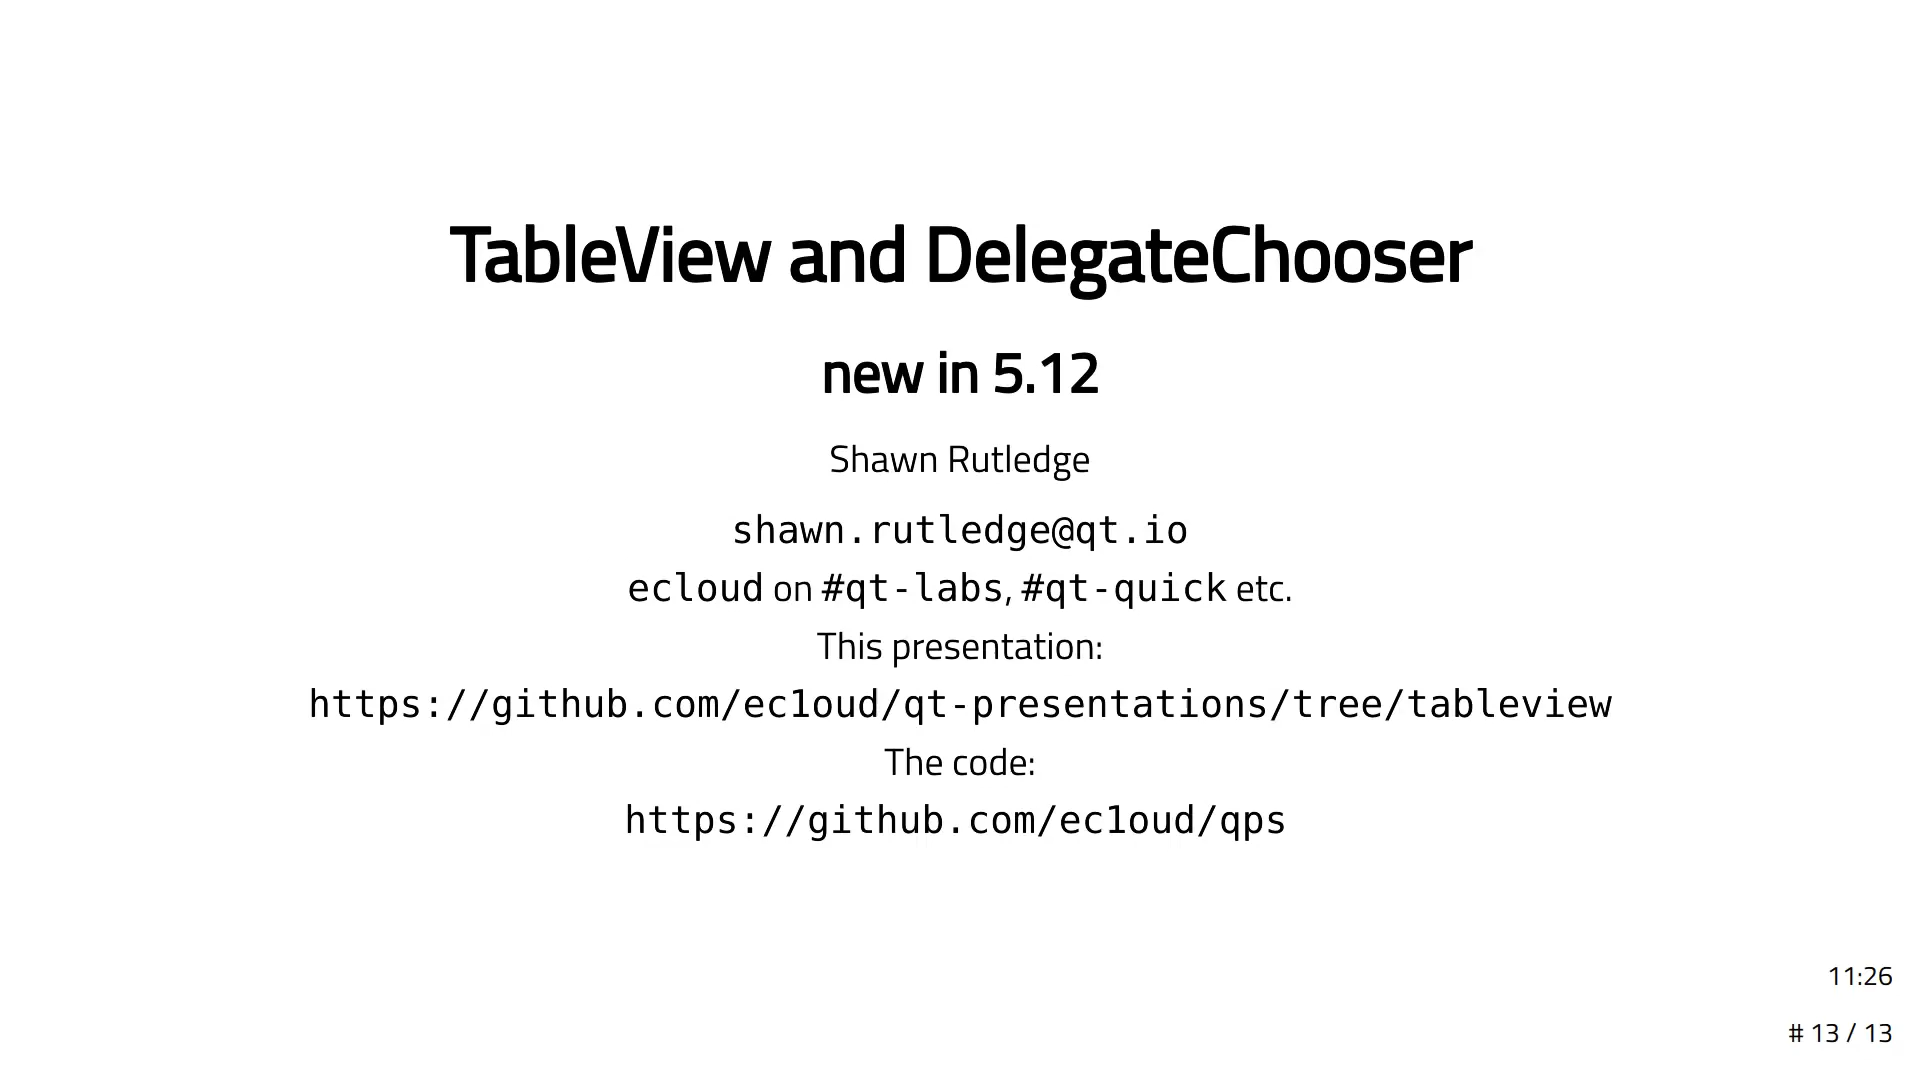 TableView and DelegateChooser
new in 5.12
Shawn Rutledge
shawn.rutledge@qt.io
ecloud on #qt-labs, #qt-quick etc.
This presentation:
https://github.com/ec1oud/qt-presentations/tree/tableview
The code:
https://github.com/ec1oud/qps
11:26
# 13 / 13